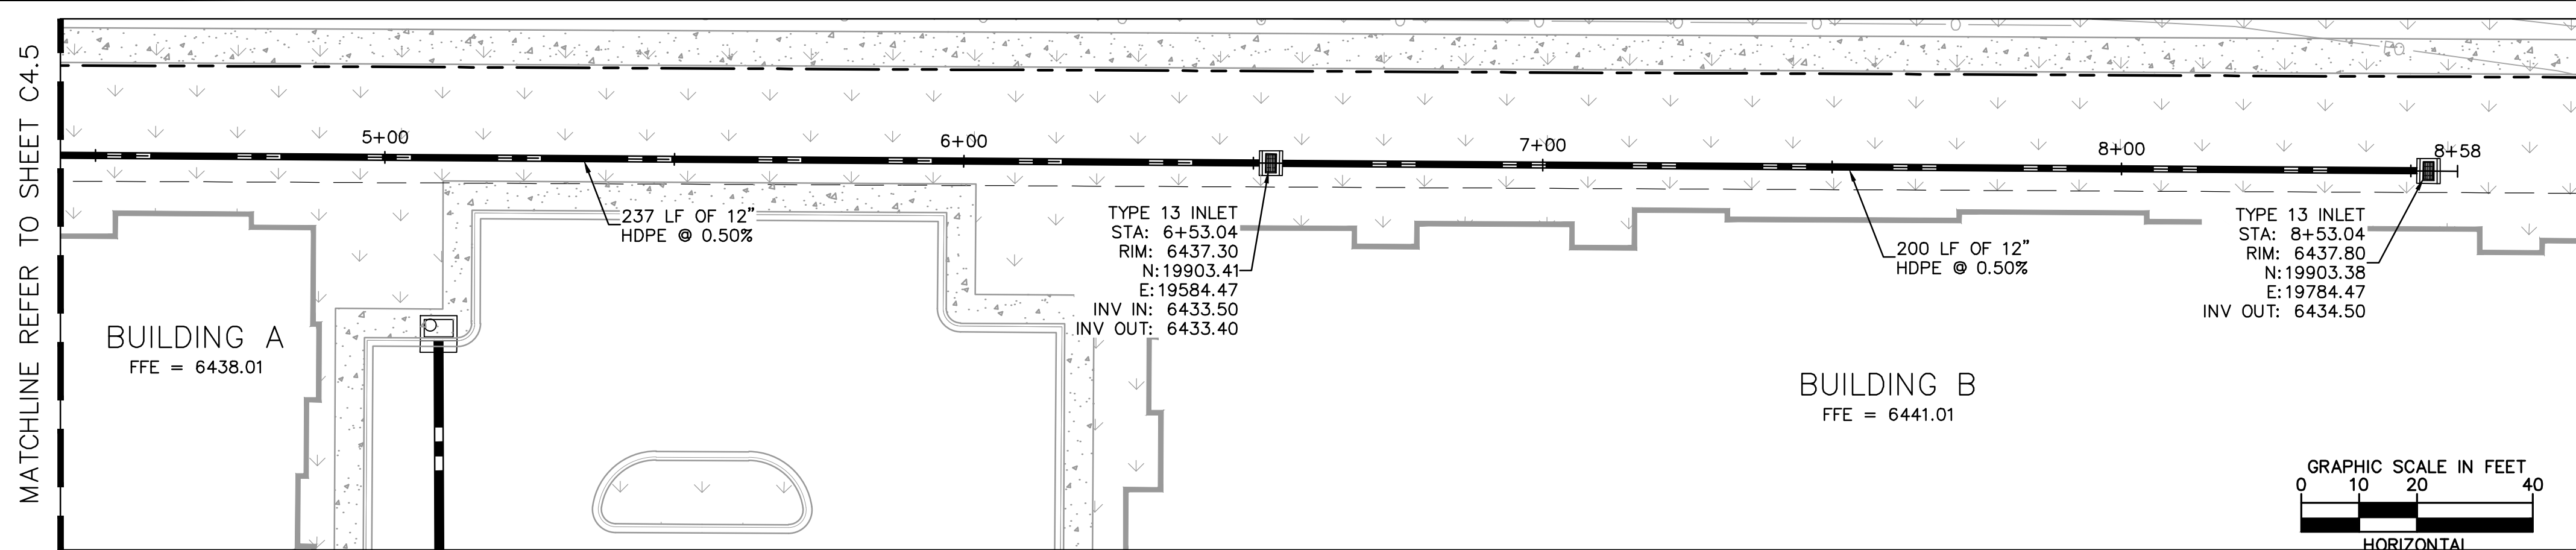 MATCHLINE REFER TO SHEET C4.5
5+00
6+00
7+00
8+00
8+58
237 LF OF 12"
HDPE @ 0.50%
TYPE 13 INLET
STA: 6+53.04
RIM: 6437.30
N:19903.41
E:19584.47
INV IN: 6433.50
INV OUT: 6433.40
200 LF OF 12"
HDPE @ 0.50%
TYPE 13 INLET
STA: 8+53.04
RIM: 6437.80
N:19903.38
E:19784.47
INV OUT: 6434.50
BUILDING A
FFE = 6438.01
BUILDING B
FFE = 6441.01
GRAPHIC SCALE IN FEET
0 10 20 40
HORIZONTAL